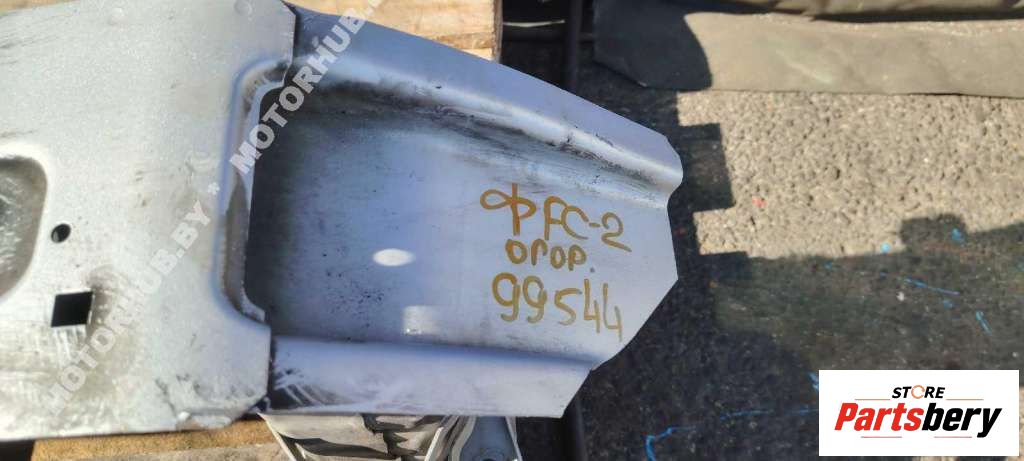 MOTORHUB.BY * MOTORHUB.BY
ФFC-2
огор.
99544
STORE
Partsbery